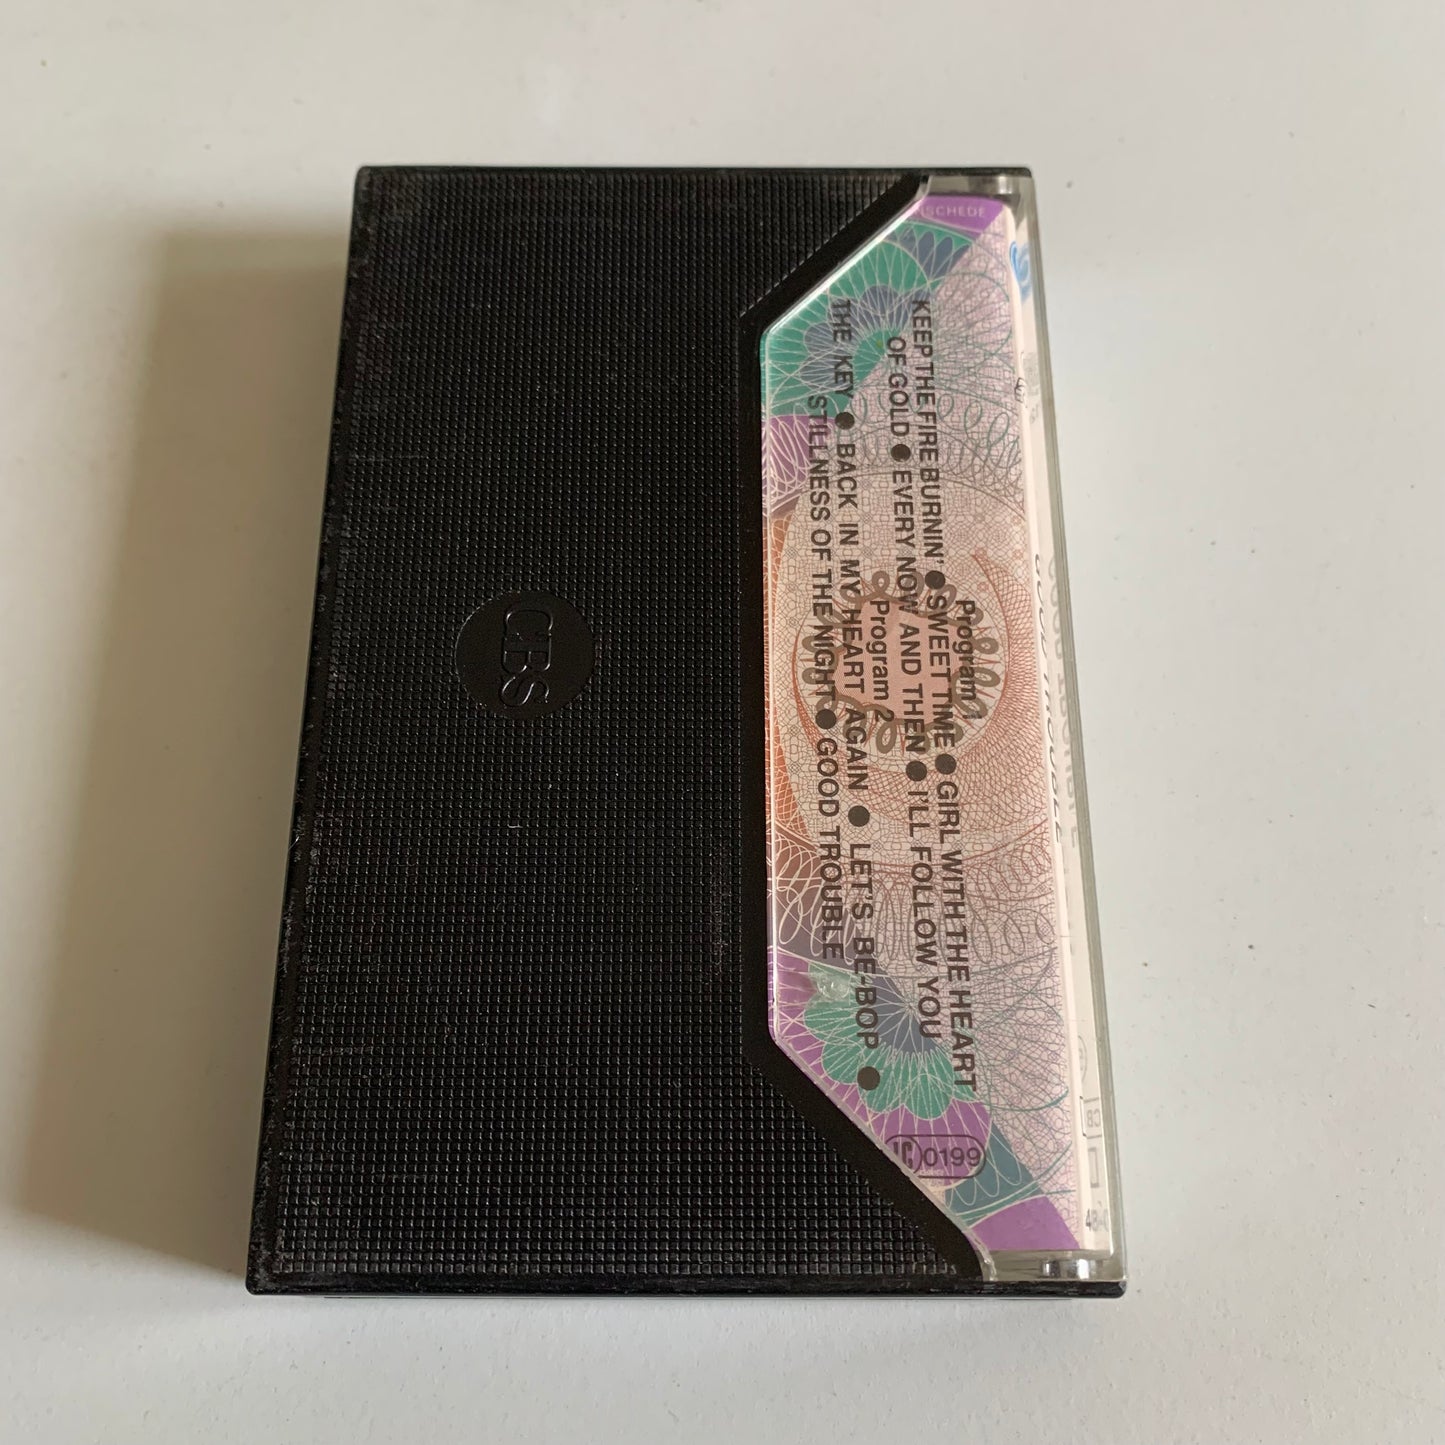 Program 1
KEEP THE FIRE BURNIN' ● SWEET TIME ● GIRL WITH THE HEART
OF GOLD ● EVERY NOW AND THEN ● I'LL FOLLOW YOU
Program 2
THE KEY ● BACK IN MY HEART AGAIN ● LET'S BE-BOP ●
STILLNESS OF THE NIGHT ● GOOD TROUBLE
0199
CBS
SCHEDE